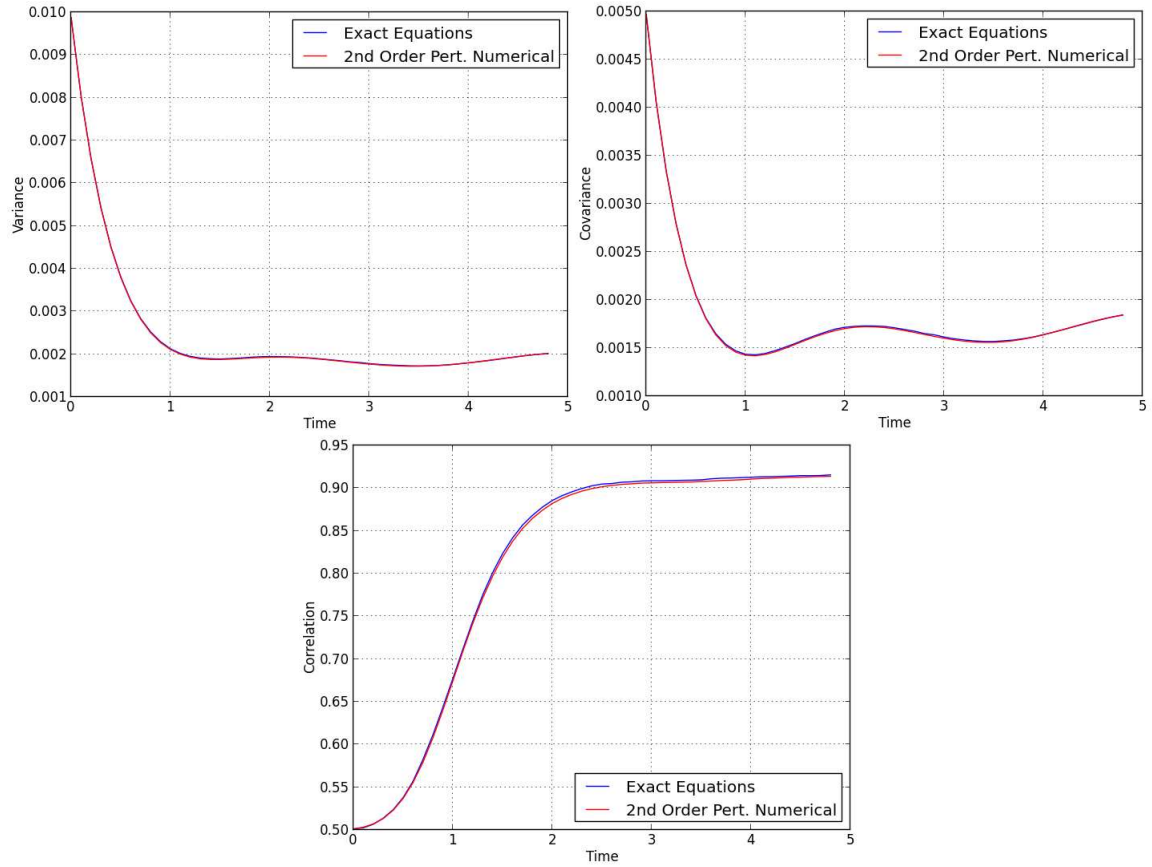 0.010
0.009
0.008
0.007
0.006
0.005
0.004
0.003
0.002
0.001
Variance
0 1 2 3 4 5
Time
Exact Equations
2nd Order Pert. Numerical
0.0050
0.0045
0.0040
0.0035
0.0030
0.0025
0.0020
0.0015
0.0010
Covariance
0 1 2 3 4 5
Time
Exact Equations
2nd Order Pert. Numerical
0.95
0.90
0.85
0.80
0.75
0.70
0.65
0.60
0.55
0.50
Correlation
0 1 2 3 4 5
Time
Exact Equations
2nd Order Pert. Numerical